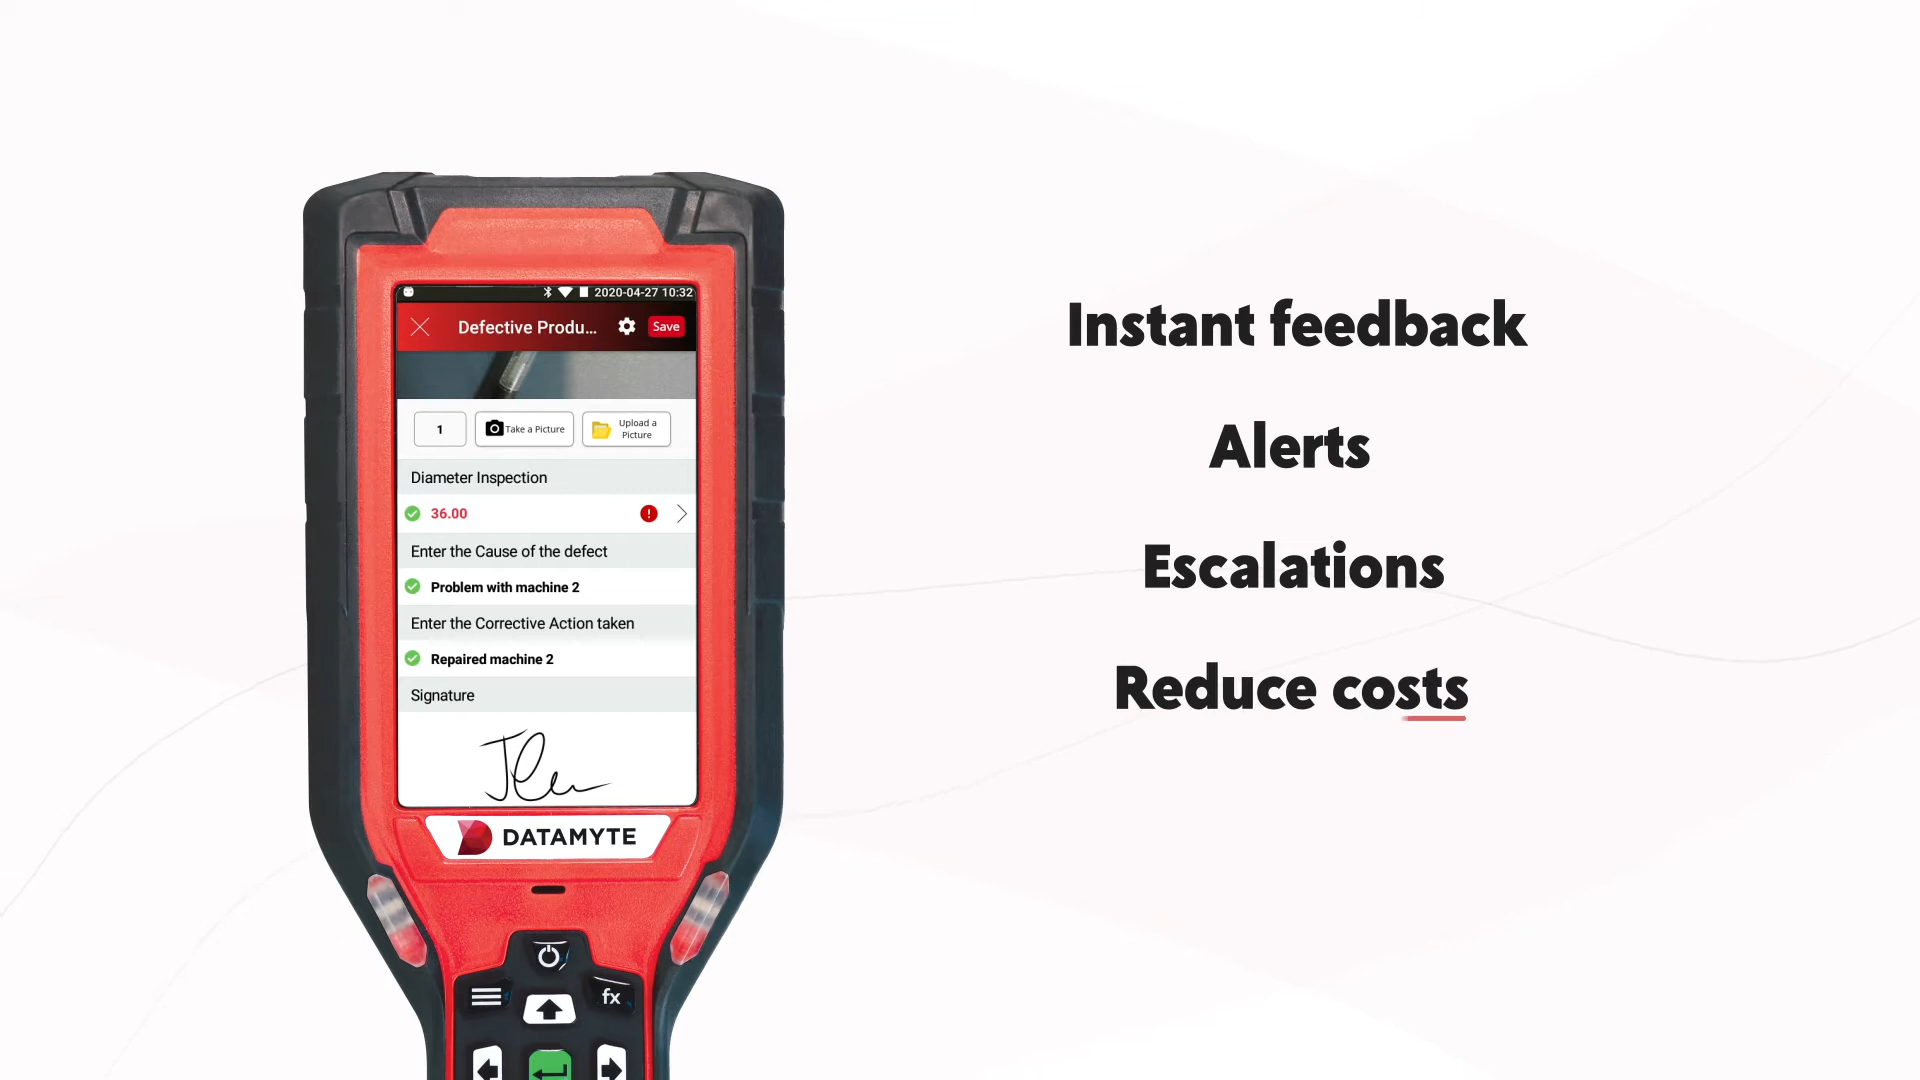 2020-04-27 10:32
Defective Produ...
Save
1
Take a Picture
Upload a
Picture
Diameter Inspection
36.00
Enter the Cause of the defect
Problem with machine 2
Enter the Corrective Action taken
Repaired machine 2
Signature
DATAMYTE
fx
Instant feedback
Alerts
Escalations
Reduce costs